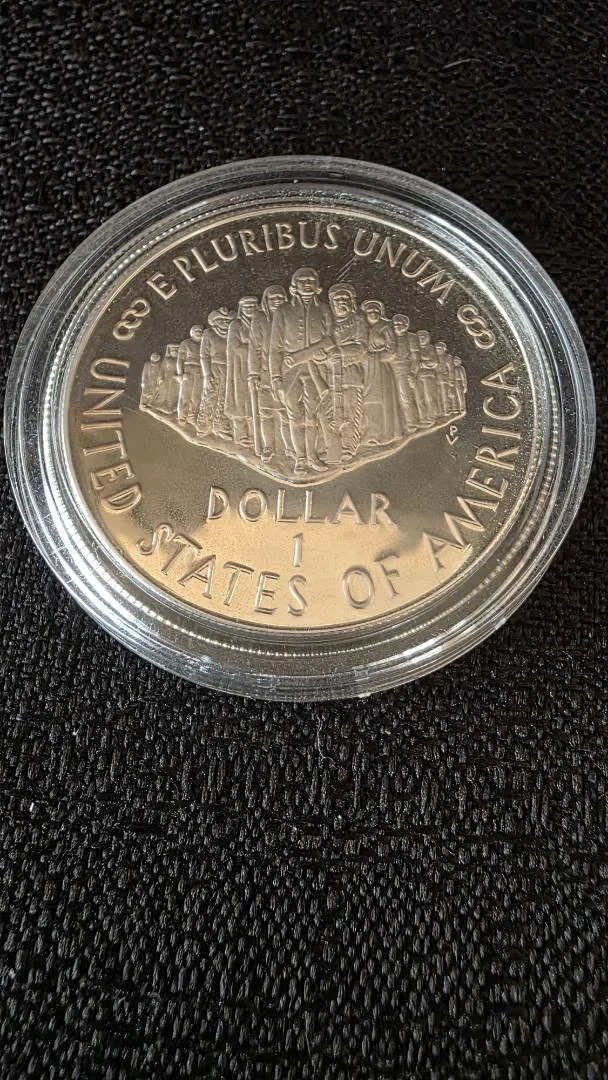 E PLURIBUS UNUM
DOLLAR
1
UNITED STATES OF AMERICA